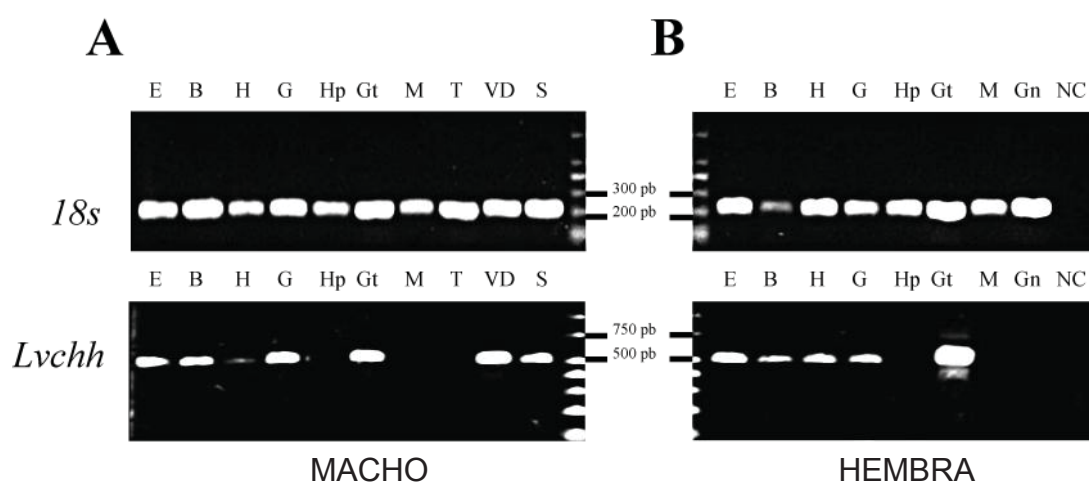 A
B
E B H G Hp Gt M T VD S
E B H G Hp Gt M Gn NC
18s
300 pb
200 pb
E B H G Hp Gt M T VD S
E B H G Hp Gt M Gn NC
Lvchh
750 pb
500 pb
MACHO
HEMBRA